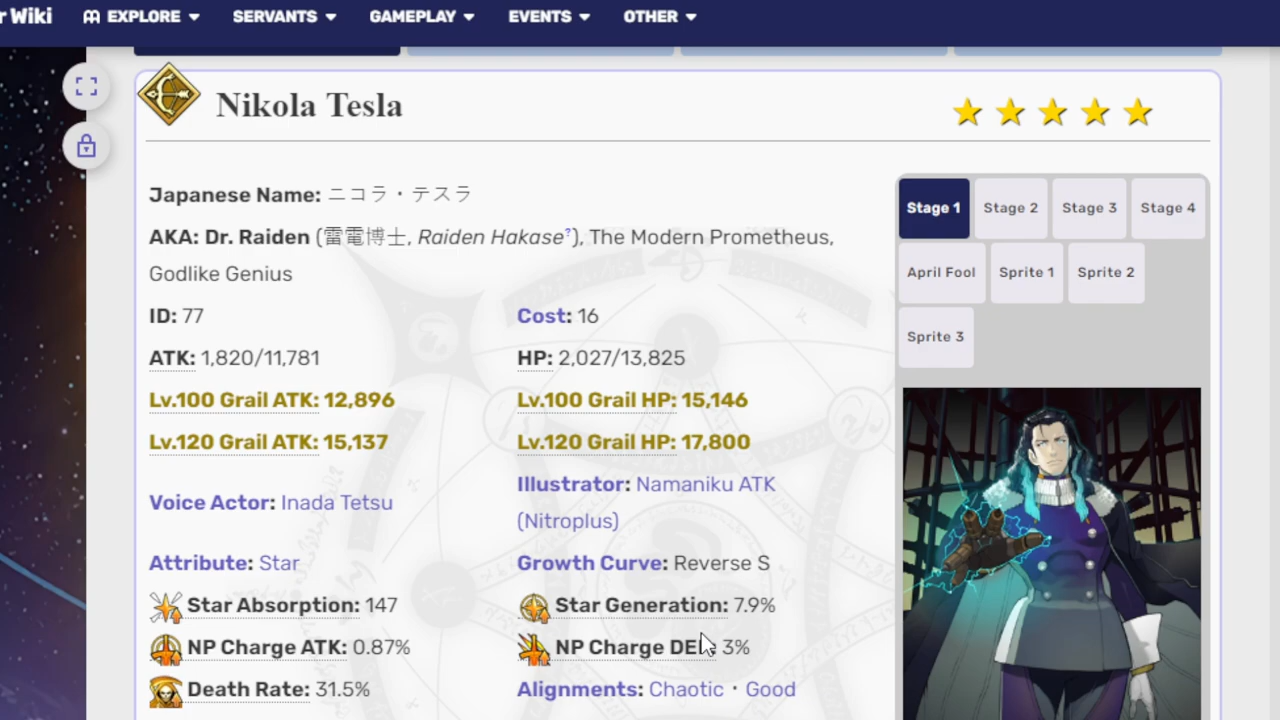 r Wiki EXPLORE SERVANTS GAMEPLAY EVENTS OTHER
Nikola Tesla
Japanese Name: ニコラ・テスラ
AKA: Dr. Raiden (雷電博士, Raiden Hakase?), The Modern Prometheus,
Godlike Genius
ID: 77 Cost: 16
ATK: 1,820/11,781 HP: 2,027/13,825
Lv.100 Grail ATK: 12,896 Lv.100 Grail HP: 15,146
Lv.120 Grail ATK: 15,137 Lv.120 Grail HP: 17,800
Voice Actor: Inada Tetsu Illustrator: Namaniku ATK
(Nitroplus)
Attribute: Star Growth Curve: Reverse S
Star Absorption: 147 Star Generation: 7.9%
NP Charge ATK: 0.87% NP Charge DEF: 3%
Death Rate: 31.5% Alignments: Chaotic・Good
Stage 1 Stage 2 Stage 3 Stage 4
April Fool Sprite 1 Sprite 2
Sprite 3